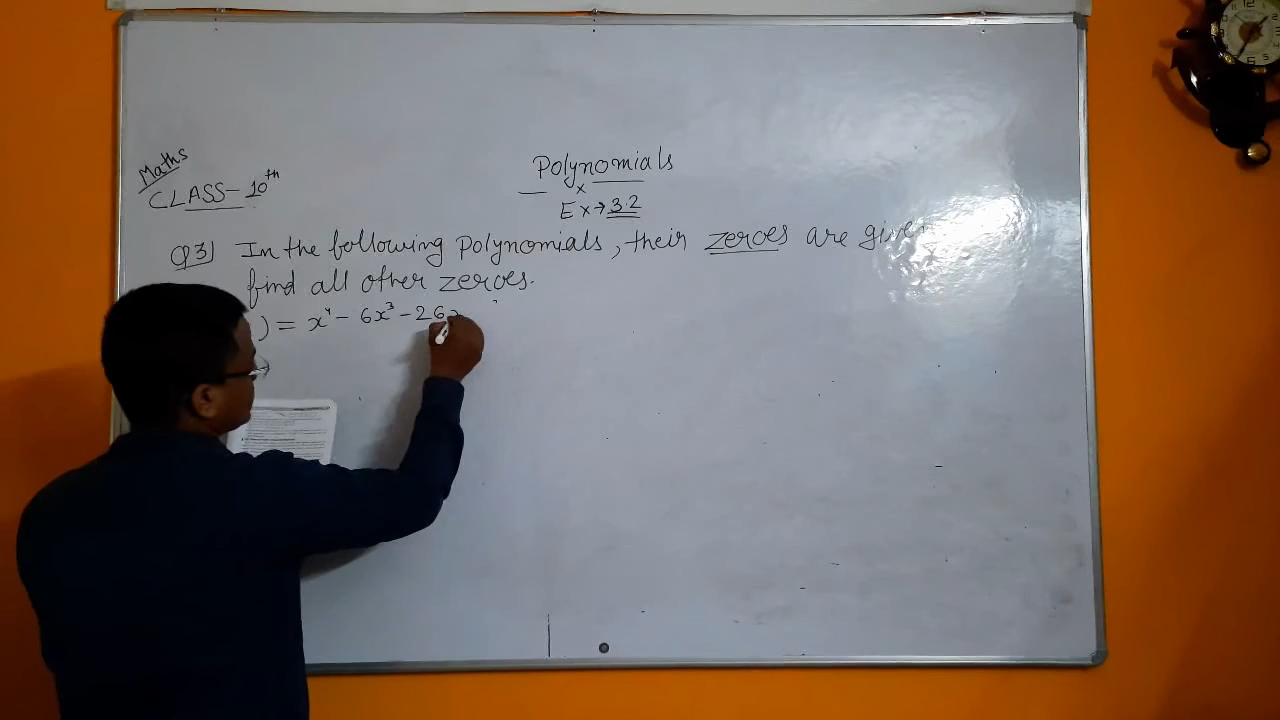 Maths
CLASS-10th
Polynomials
x
Ex→3.2
Q3) In the following Polynomials, their zeroes are given
find all other zeroes.
) = x⁴ - 6x³ - 26x